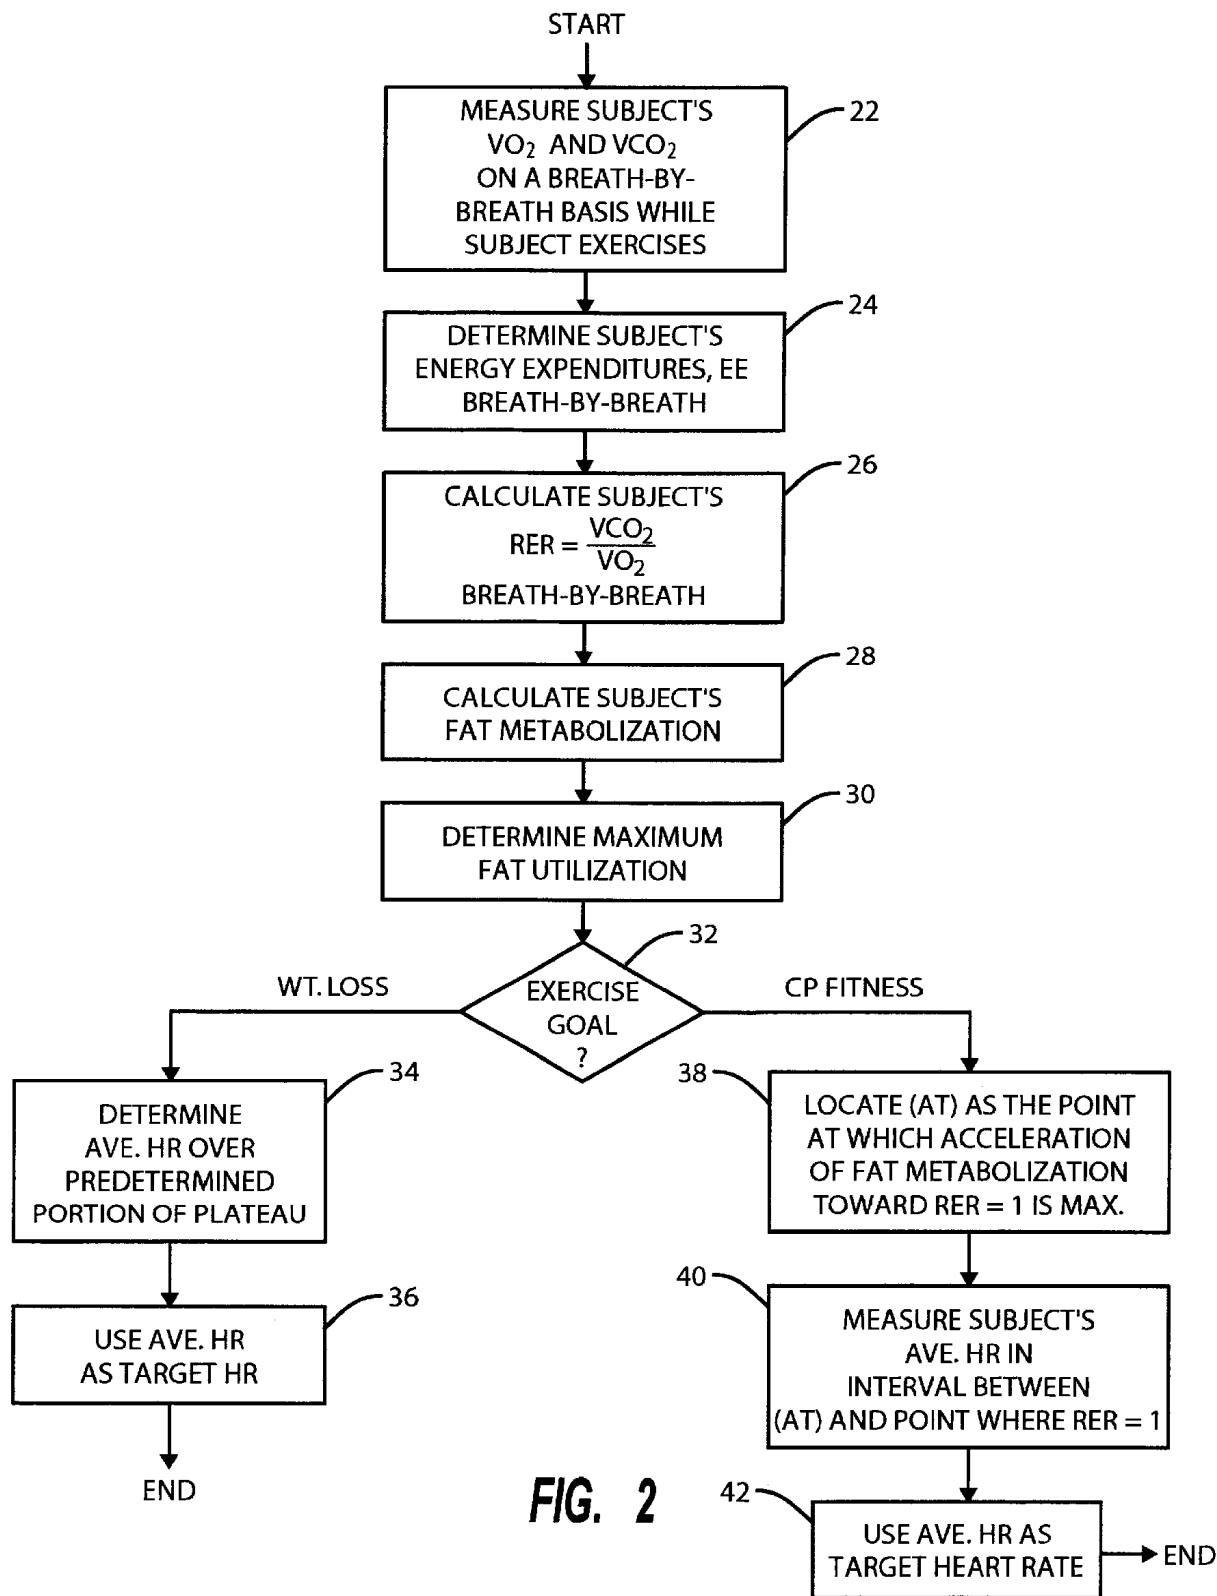 START
22
MEASURE SUBJECT'S
VO₂ AND VCO₂
ON A BREATH-BY-
BREATH BASIS WHILE
SUBJECT EXERCISES
24
DETERMINE SUBJECT'S
ENERGY EXPENDITURES, EE
BREATH-BY-BREATH
26
CALCULATE SUBJECT'S
RER = VCO₂/VO₂
BREATH-BY-BREATH
28
CALCULATE SUBJECT'S
FAT METABOLIZATION
30
DETERMINE MAXIMUM
FAT UTILIZATION
32
EXERCISE
GOAL
?
WT. LOSS
CP FITNESS
34
DETERMINE
AVE. HR OVER
PREDETERMINED
PORTION OF PLATEAU
36
USE AVE. HR
AS TARGET HR
END
38
LOCATE (AT) AS THE POINT
AT WHICH ACCELERATION
OF FAT METABOLIZATION
TOWARD RER = 1 IS MAX.
40
MEASURE SUBJECT'S
AVE. HR IN
INTERVAL BETWEEN
(AT) AND POINT WHERE RER = 1
42
USE AVE. HR AS
TARGET HEART RATE
END
FIG. 2